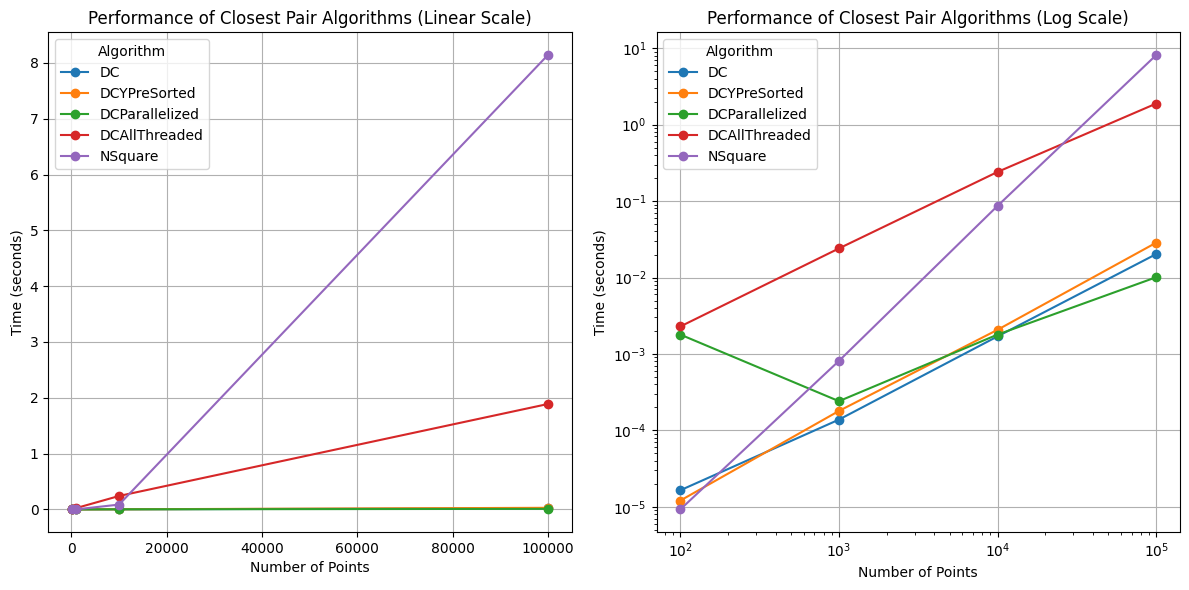 Performance of Closest Pair Algorithms (Linear Scale)
Algorithm
DC
DCYPreSorted
DCParallelized
DCAllThreaded
NSquare
Time (seconds)
8
7
6
5
4
3
2
1
0
0 20000 40000 60000 80000 100000
Number of Points
Performance of Closest Pair Algorithms (Log Scale)
Algorithm
DC
DCYPreSorted
DCParallelized
DCAllThreaded
NSquare
Time (seconds)
10¹
10⁰
10⁻¹
10⁻²
10⁻³
10⁻⁴
10⁻⁵
10² 10³ 10⁴ 10⁵
Number of Points